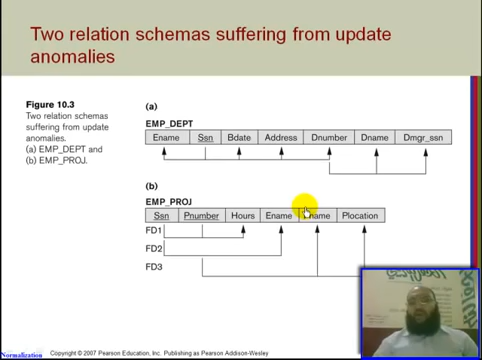 Two relation schemas suffering from update
anomalies
Figure 10.3
Two relation schemas
suffering from update
anomalies.
(a) EMP_DEPT and
(b) EMP_PROJ.
(a)
EMP_DEPT
Ename Ssn Bdate Address Dnumber Dname Dmgr_ssn
(b)
EMP_PROJ
Ssn Pnumber Hours Ename Plocation
FD1
FD2
FD3
Normalization
Copyright © 2007 Pearson Education, Inc. Publishing as Pearson Addison-Wesley